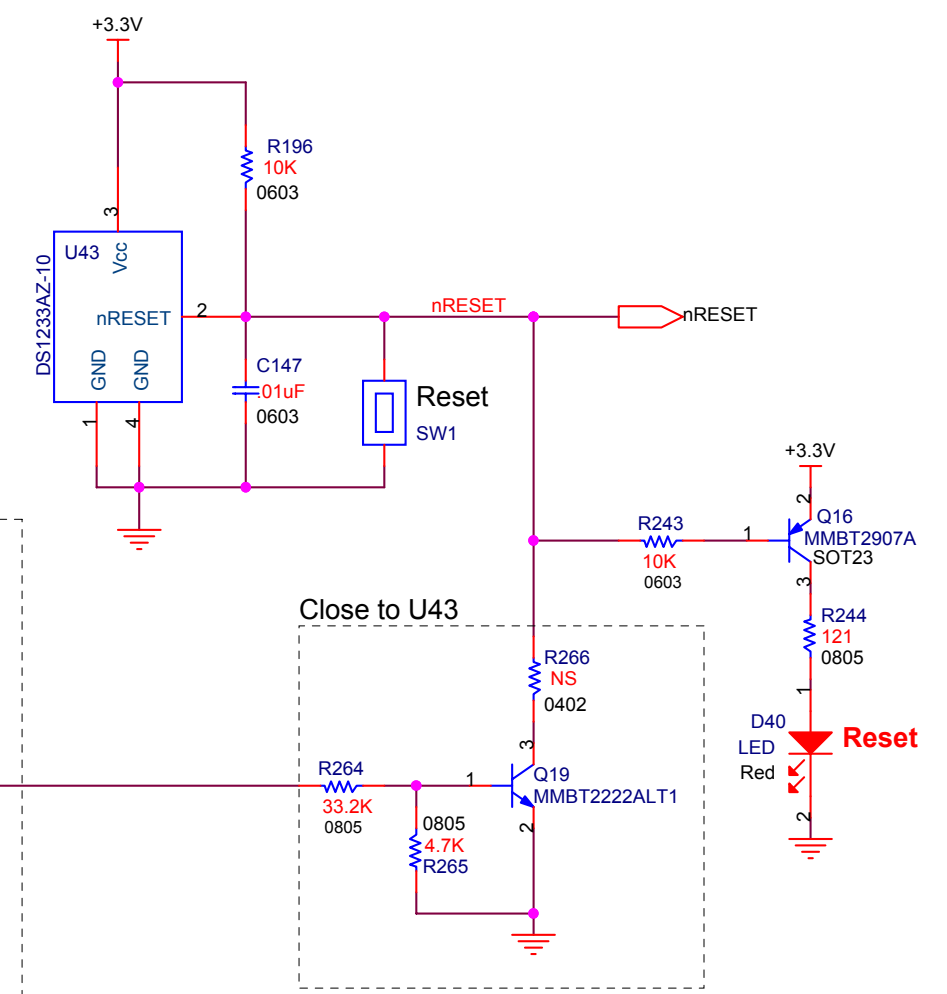 +3.3V
R196
10K
0603
3
U43
Vcc
DS1233AZ-10
nRESET
2
nRESET
nRESET
GND
GND
1
4
C147
.01uF
0603
Reset
SW1
+3.3V
2
Q16
MMBT2907A
SOT23
R243
10K
0603
1
3
R244
121
0805
Close to U43
R266
NS
0402
1
D40
LED
Red
Reset
2
3
R264
33.2K
0805
1
Q19
MMBT2222ALT1
0805
4.7K
R265
2